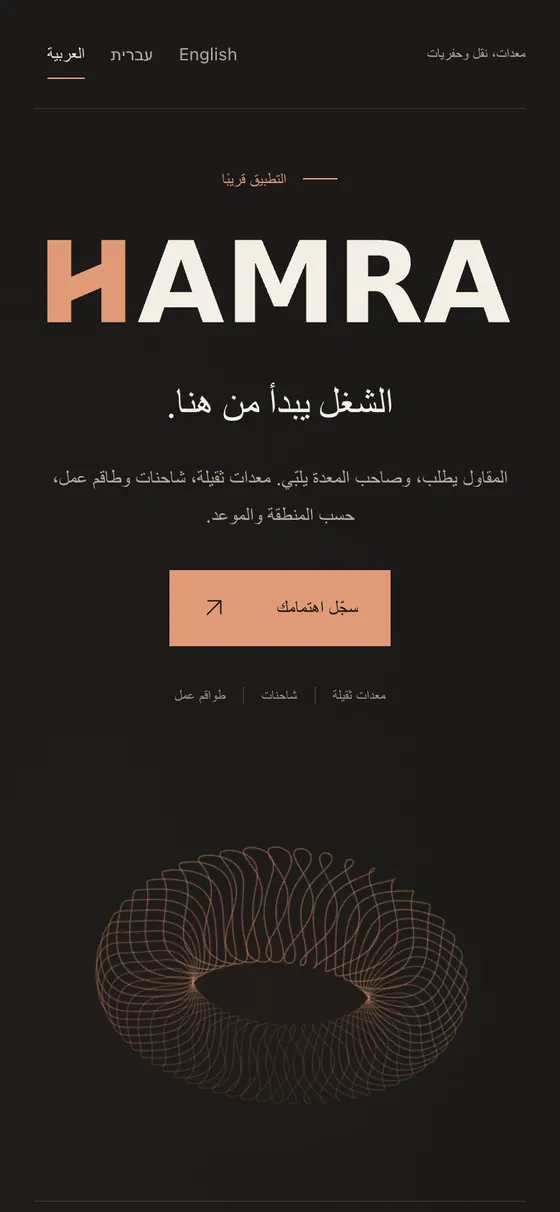 معدات، نقل وحفريات
English עברית العربية
التطبيق قريبًا
HAMRA
الشغل يبدأ من هنا.
المقاول يطلب، وصاحب المعدة يلبّي. معدات ثقيلة، شاحنات وطاقم عمل،
حسب المنطقة والموعد.
سجّل اهتمامك
معدات ثقيلة
شاحنات
طواقم عمل